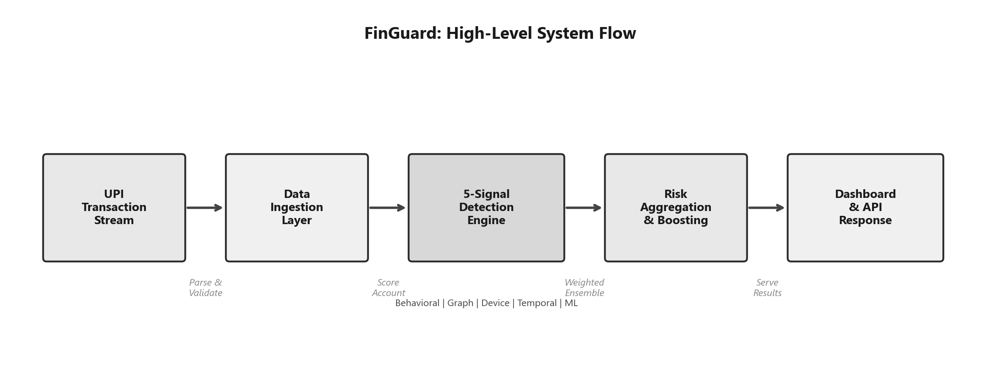 FinGuard: High-Level System Flow
UPI
Transaction
Stream
Data
Ingestion
Layer
5-Signal
Detection
Engine
Risk
Aggregation
& Boosting
Dashboard
& API
Response
Parse &
Validate
Score
Account
Weighted
Ensemble
Serve
Results
Behavioral | Graph | Device | Temporal | ML